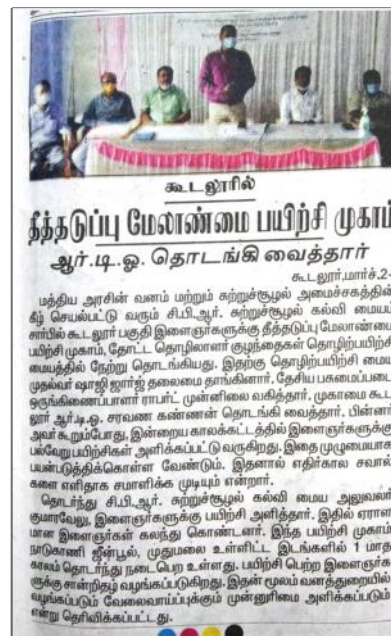 கூடலூரில்
தீத்தடுப்பு மேலாண்மை பயிற்சி முகாம்
ஆர்.டி.ஓ. தொடங்கி வைத்தார்
கூடலூர்,மார்ச்.2-
மத்திய அரசின் வனம் மற்றும் சுற்றுச்சூழல் அமைச்சகத்தின்
கீழ் செயல்பட்டு வரும் சி.பி.ஆர். சுற்றுச்சூழல் கல்வி மையம்
சார்பில் கூடலூர் பகுதி இளைஞர்களுக்கு தீத்தடுப்பு மேலாண்மை
பயிற்சி முகாம், தோட்ட தொழிலாளர் குழந்தைகள் தொழிற்பயிற்சி
மையத்தில் நேற்று தொடங்கியது. இதற்கு தொழிற்பயிற்சி மைய
முதல்வர் ஷாஜி ஜார்ஜ் தலைமை தாங்கினார். தேசிய பசுமைப்படை
ஒருங்கிணைப்பாளர் ராபர்ட் முன்னிலை வகித்தார். முகாமை கூட
லூர் ஆர்.டி.ஓ. சரவண கண்ணன் தொடங்கி வைத்தார். பின்னர்
அவர் கூறும்போது, இன்றைய காலக்கட்டத்தில் இளைஞர்களுக்கு
பல்வேறு பயிற்சிகள் அளிக்கப்பட்டு வருகிறது. இதை முழுமையாக
பயன்படுத்திக்கொள்ள வேண்டும். இதனால் எதிர்கால சவால்
களை எளிதாக சமாளிக்க முடியும் என்றார்.
தொடர்ந்து சி.பி.ஆர். சுற்றுச்சூழல் கல்வி மைய அலுவலர்
குமாரவேலு, இளைஞர்களுக்கு பயிற்சி அளித்தார். இதில் ஏராள
மான இளைஞர்கள் கலந்து கொண்டனர். இந்த பயிற்சி முகாம்
நாடுகாணி ஜீன்பூல், முதுமலை உள்ளிட்ட இடங்களில் 1 மாத
காலம் தொடர்ந்து நடைபெற உள்ளது. பயிற்சி பெற்ற இளைஞர்க
ளுக்கு சான்றிதழ் வழங்கப்படுகிறது. இதன் மூலம் வனத்துறையில்
வழங்கப்படும் வேலைவாய்ப்புக்கும் முன்னுரிமை அளிக்கப்படும்
என்று தெரிவிக்கப்பட்டது.